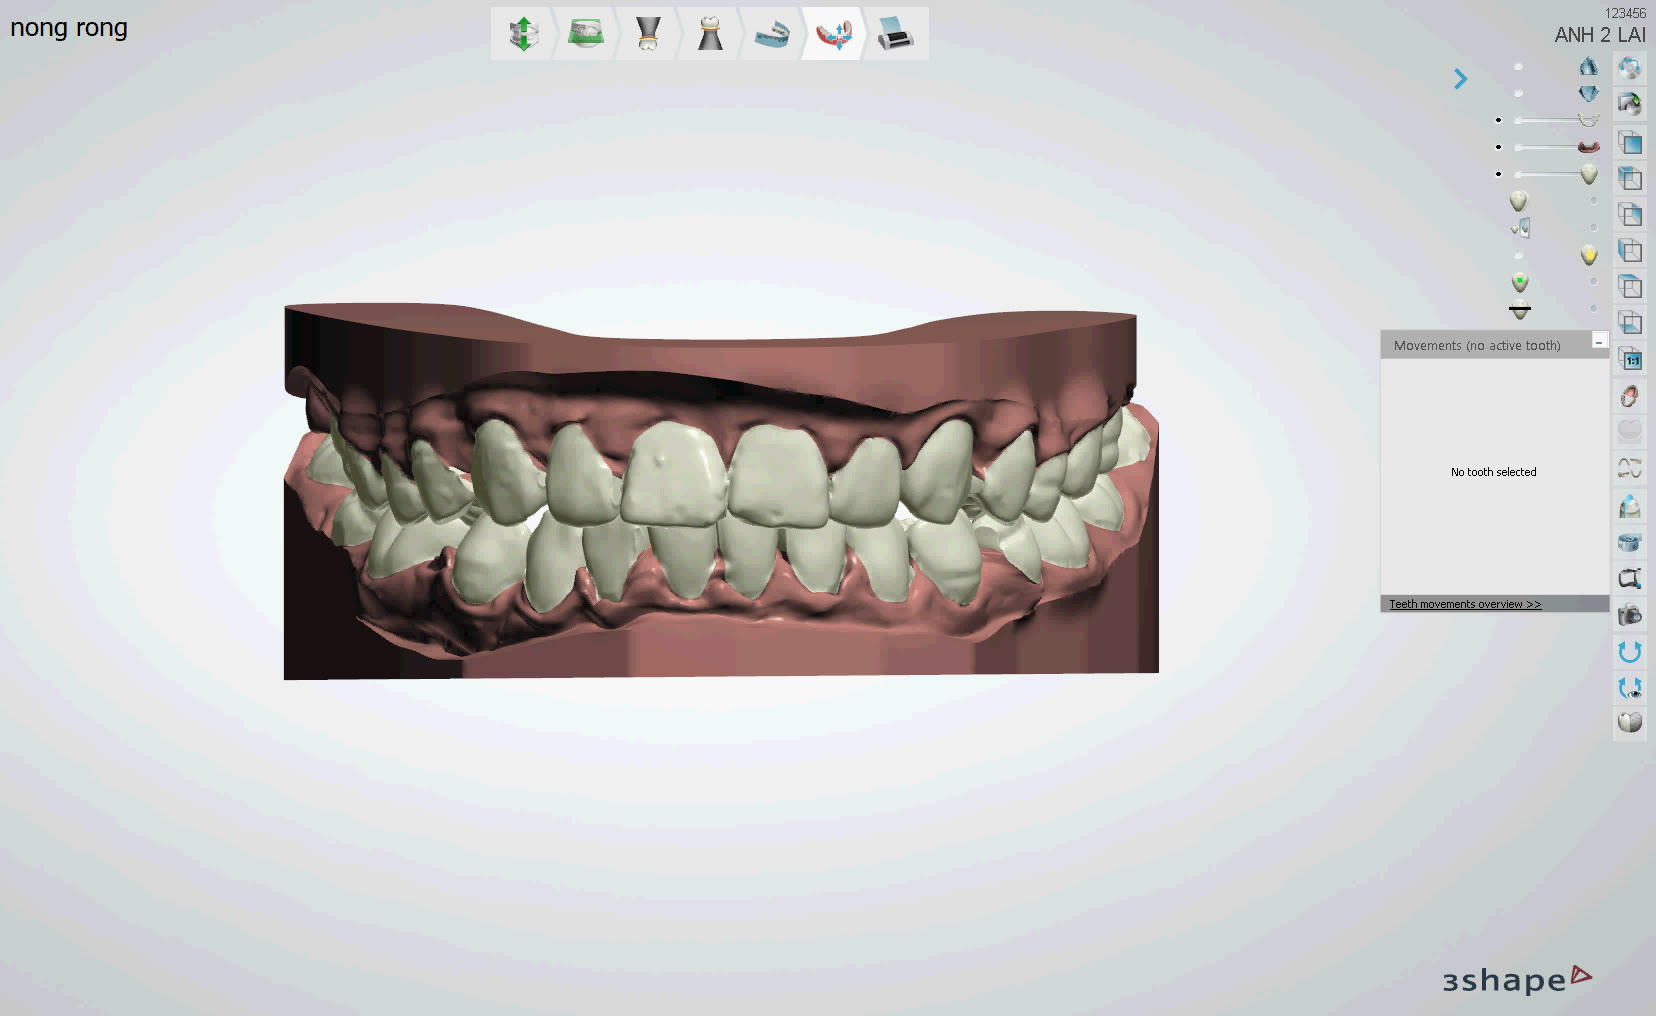 nong rong
123456
ANH 2 LAI
1:1
Movements (no active tooth)
No tooth selected
Teeth movements overview >>
3shape